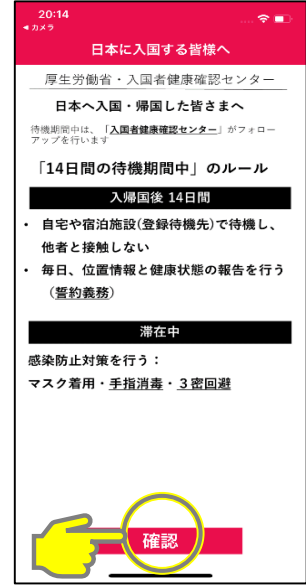 20:14
◀ カメラ
日本に入国する皆様へ
厚生労働省・入国者健康確認センター
日本へ入国・帰国した皆さまへ
待機期間中は、「入国者健康確認センター」がフォロー
アップを行います
「14日間の待機期間中」のルール
入帰国後 14日間
・ 自宅や宿泊施設(登録待機先)で待機し、
他者と接触しない
・ 毎日、位置情報と健康状態の報告を行う
（誓約義務）
滞在中
感染防止対策を行う：
マスク着用・手指消毒・３密回避
確認